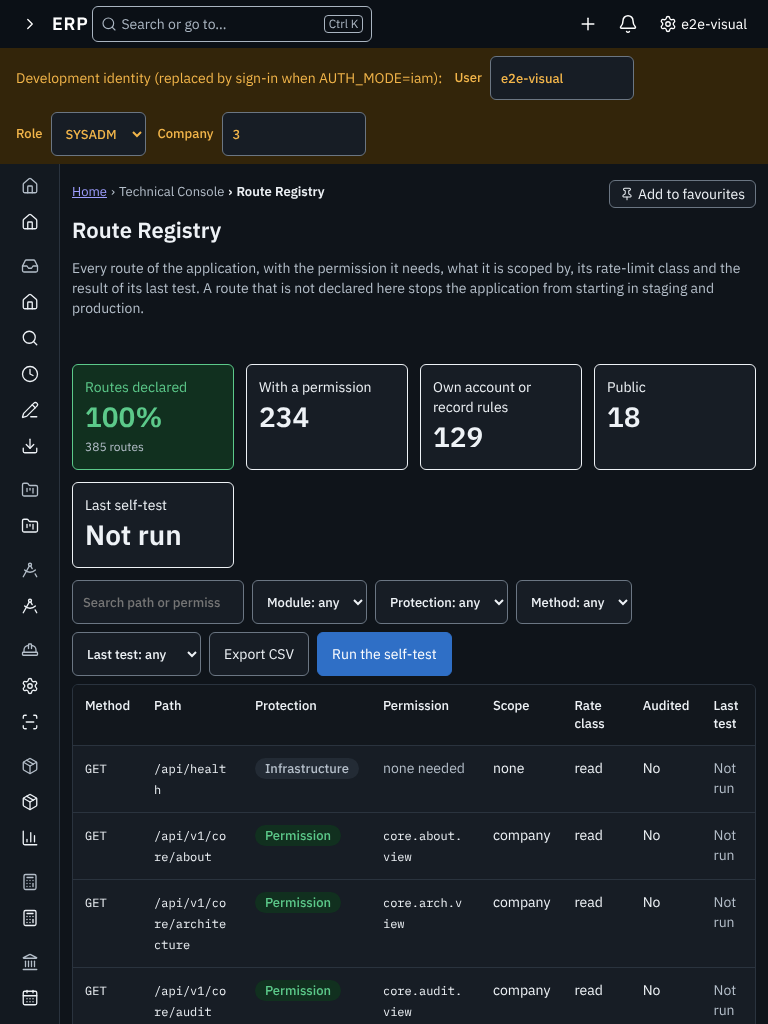 ERP
Search or go to...
Ctrl K
e2e-visual
Development identity (replaced by sign-in when AUTH_MODE=iam): User e2e-visual
Role SYSADM Company 3
Home › Technical Console › Route Registry
Add to favourites
Route Registry
Every route of the application, with the permission it needs, what it is scoped by, its rate-limit class and the
result of its last test. A route that is not declared here stops the application from starting in staging and
production.
Routes declared
100%
385 routes
With a permission
234
Own account or
record rules
129
Public
18
Last self-test
Not run
Search path or permiss
Module: any
Protection: any
Method: any
Last test: any
Export CSV
Run the self-test
Method Path Protection Permission Scope Rate class Audited Last test
GET /api/healt
h
Infrastructure none needed none read No Not
run
GET /api/v1/co
re/about
Permission core.about.
view
company read No Not
run
GET /api/v1/co
re/archite
cture
Permission core.arch.v
iew
company read No Not
run
GET /api/v1/co
re/audit
Permission core.audit.
view
company read No Not
run